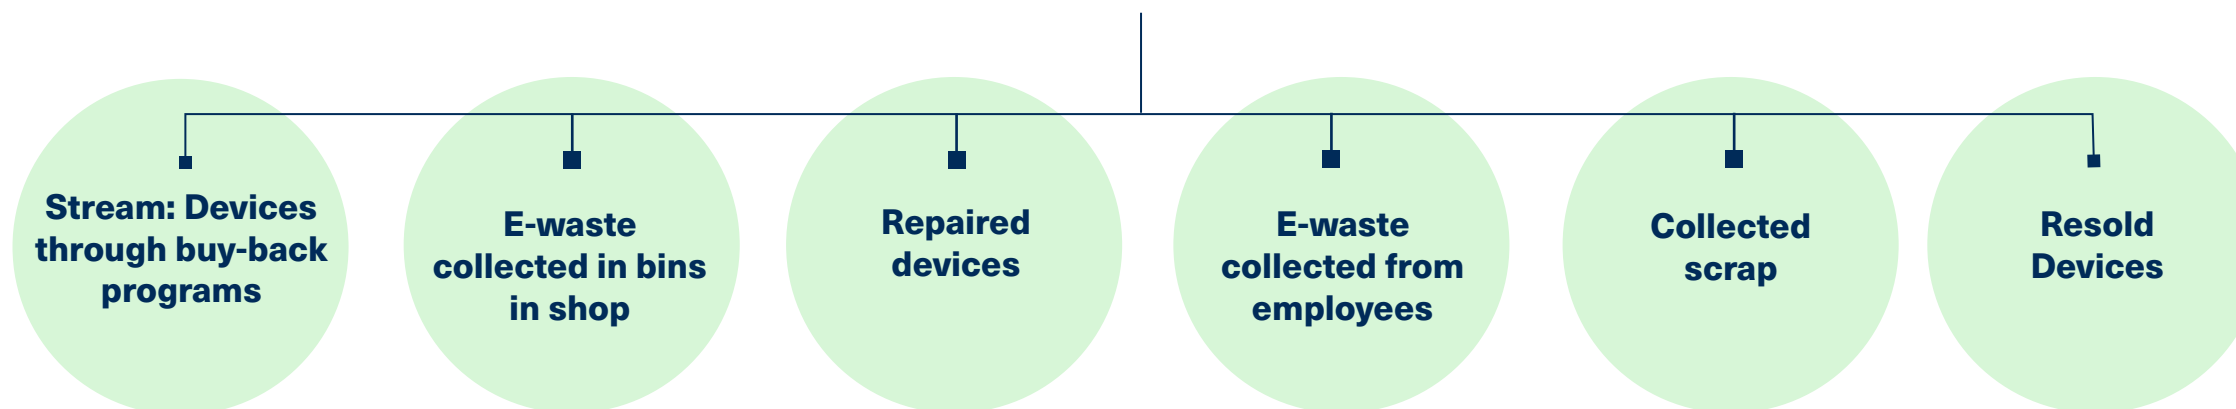 Stream: Devices
through buy-back
programs
E-waste
collected in bins
in shop
Repaired
devices
E-waste
collected from
employees
Collected
scrap
Resold
Devices